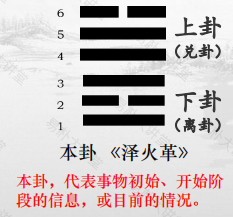 6
5
4
上卦
(兑卦)
3
2
1
下卦
(离卦)
本卦 《泽火革》
本卦，代表事物初始、开始阶
段的信息，或目前的情况。